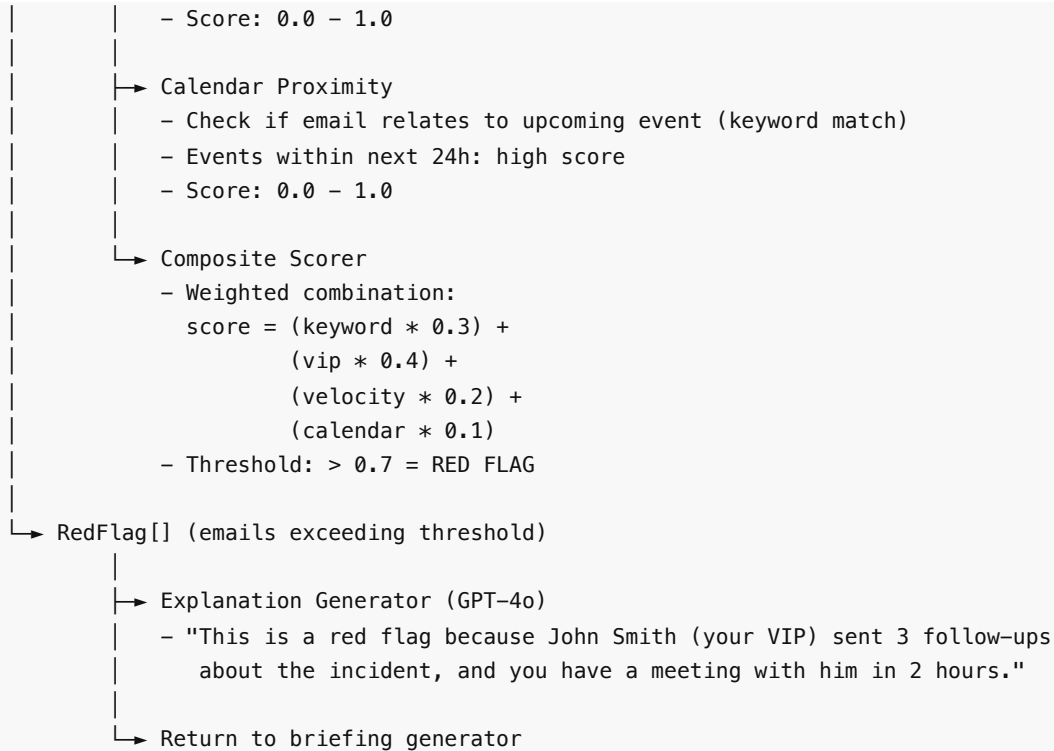 - Score: 0.0 - 1.0
Calendar Proximity
- Check if email relates to upcoming event (keyword match)
- Events within next 24h: high score
- Score: 0.0 - 1.0
Composite Scorer
- Weighted combination:
score = (keyword * 0.3) +
(vip * 0.4) +
(velocity * 0.2) +
(calendar * 0.1)
- Threshold: > 0.7 = RED FLAG
RedFlag[] (emails exceeding threshold)
Explanation Generator (GPT-4o)
- "This is a red flag because John Smith (your VIP) sent 3 follow-ups
about the incident, and you have a meeting with him in 2 hours."
Return to briefing generator